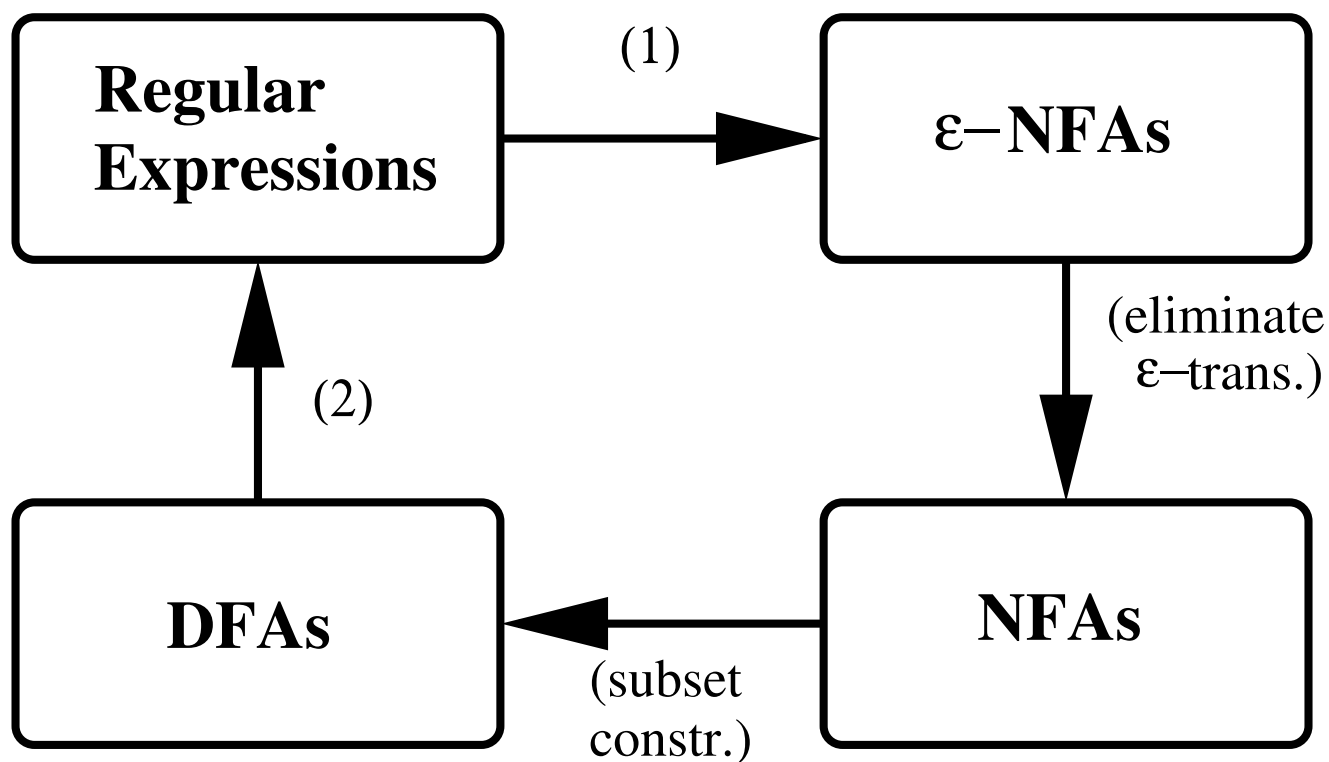 Regular
Expressions
(1)
ε–NFAs
(eliminate
ε–trans.)
(2)
DFAs
(subset
constr.)
NFAs